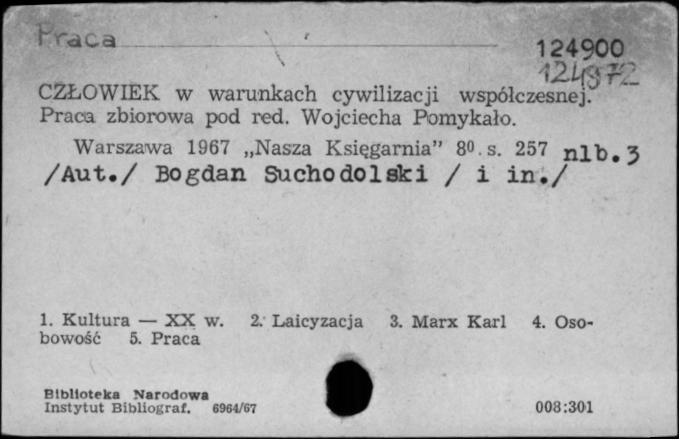 Praca
124900
124972
CZŁOWIEK w warunkach cywilizacji współczesnej.
Praca zbiorowa pod red. Wojciecha Pomykało.
Warszawa 1967 „Nasza Księgarnia” 8⁰. s. 257 nlb.3
/Aut./ Bogdan Suchodolski / i in./
1. Kultura — XX w. 2. Laicyzacja 3. Marx Karl 4. Oso-
bowość 5. Praca
Biblioteka Narodowa
Instytut Bibliograf. 6964/67
008:301